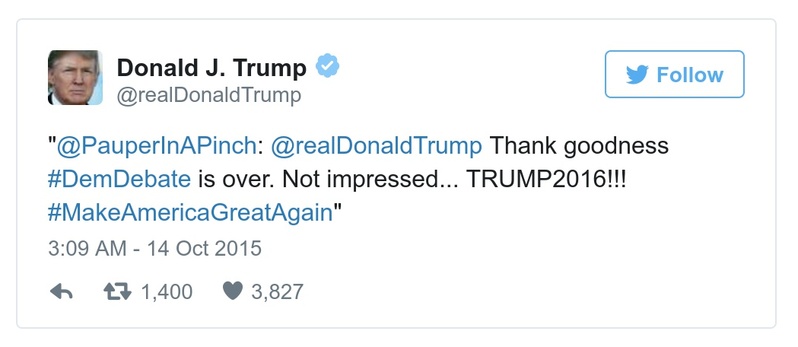 Donald J. Trump
@realDonaldTrump
Follow
"@PauperInAPinch: @realDonaldTrump Thank goodness
#DemDebate is over. Not impressed... TRUMP2016!!!
#MakeAmericaGreatAgain"
3:09 AM - 14 Oct 2015
1,400 3,827